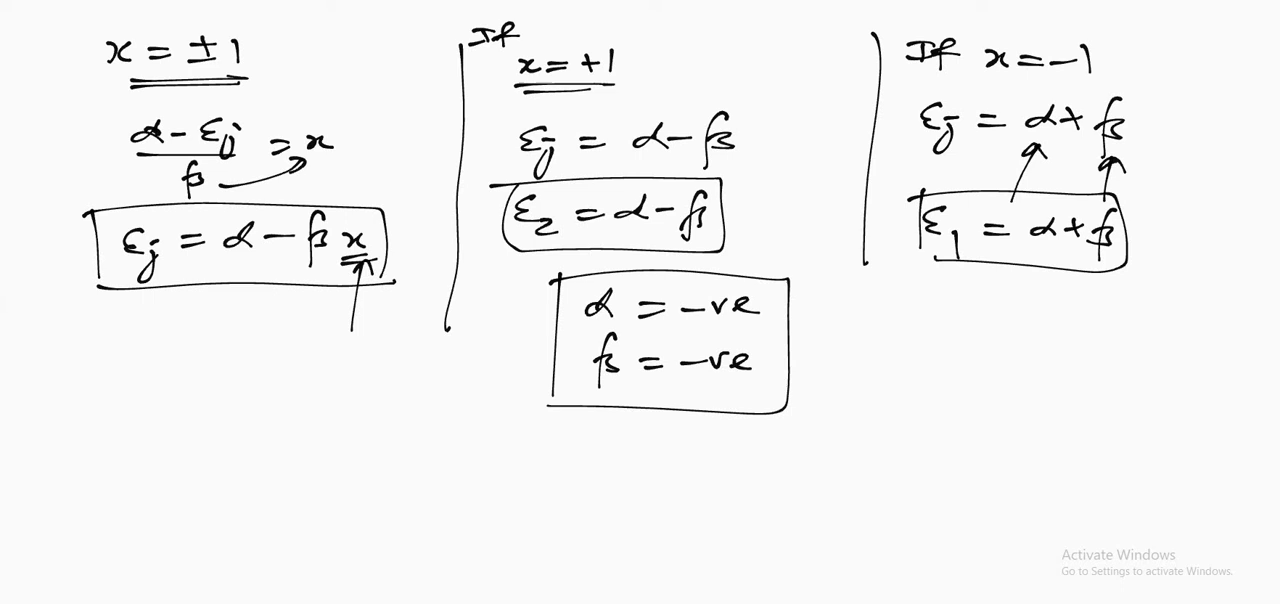 x = ± 1
α - εj
= x
β
εj = α - β x
If
x = +1
εj = α - β
ε2 = α - β
α = -ve
β = -ve
If x = -1
εj = α + β
ε1 = α + β
Activate Windows
Go to Settings to activate Windows.